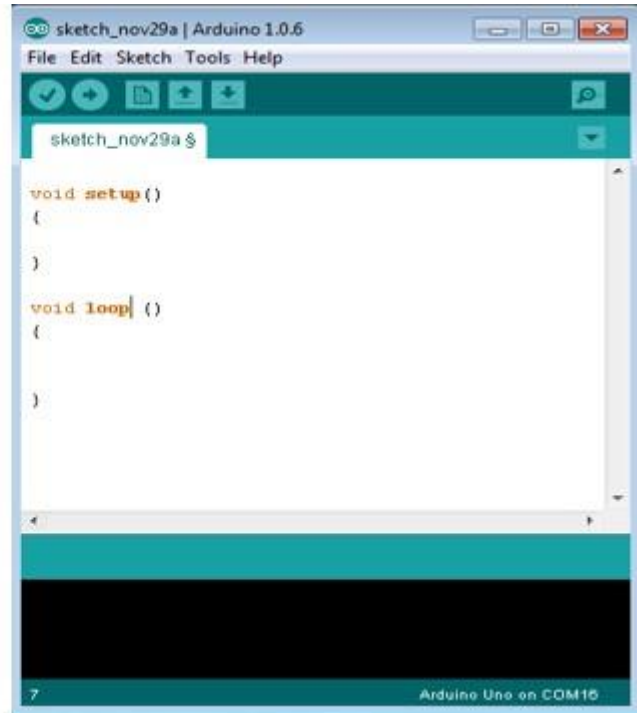 sketch_nov29a | Arduino 1.0.6
File Edit Sketch Tools Help
sketch_nov29a §
void setup()
{
}
void loop ()
{
}
7 Arduino Uno on COM16